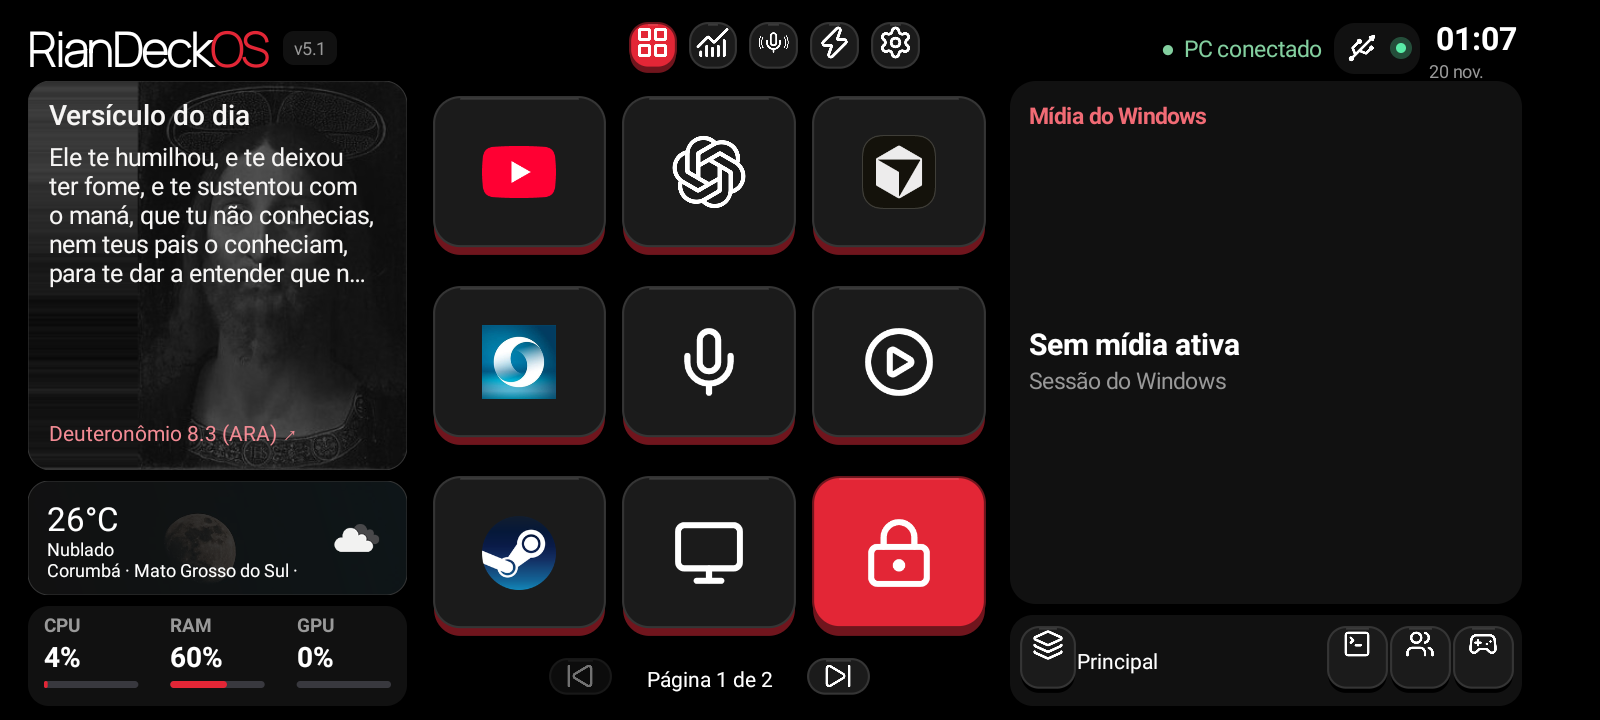 RianDeckOS v5.1
PC conectado
01:07
20 nov.
Versículo do dia
Ele te humilhou, e te deixou
ter fome, e te sustentou com
o maná, que tu não conhecias,
nem teus pais o conheciam,
para te dar a entender que n...
Deuteronômio 8.3 (ARA) ↗
26°C
Nublado
Corumbá · Mato Grosso do Sul ·
CPU RAM GPU
4% 60% 0%
Página 1 de 2
Mídia do Windows
Sem mídia ativa
Sessão do Windows
Principal